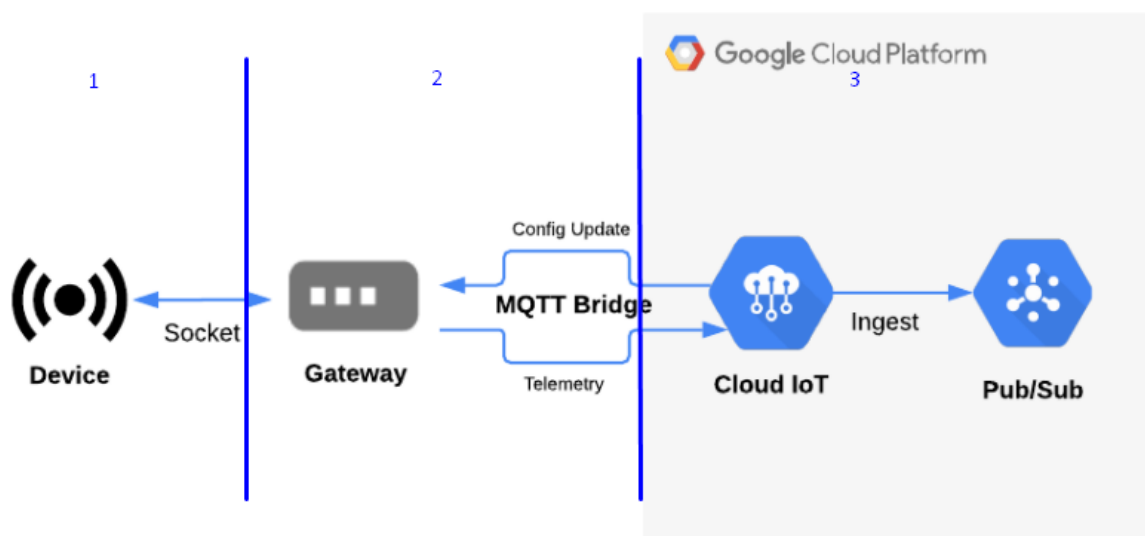 1
2
Google Cloud Platform
3
Config Update
MQTT Bridge
Socket
Ingest
Device
Gateway
Telemetry
Cloud IoT
Pub/Sub